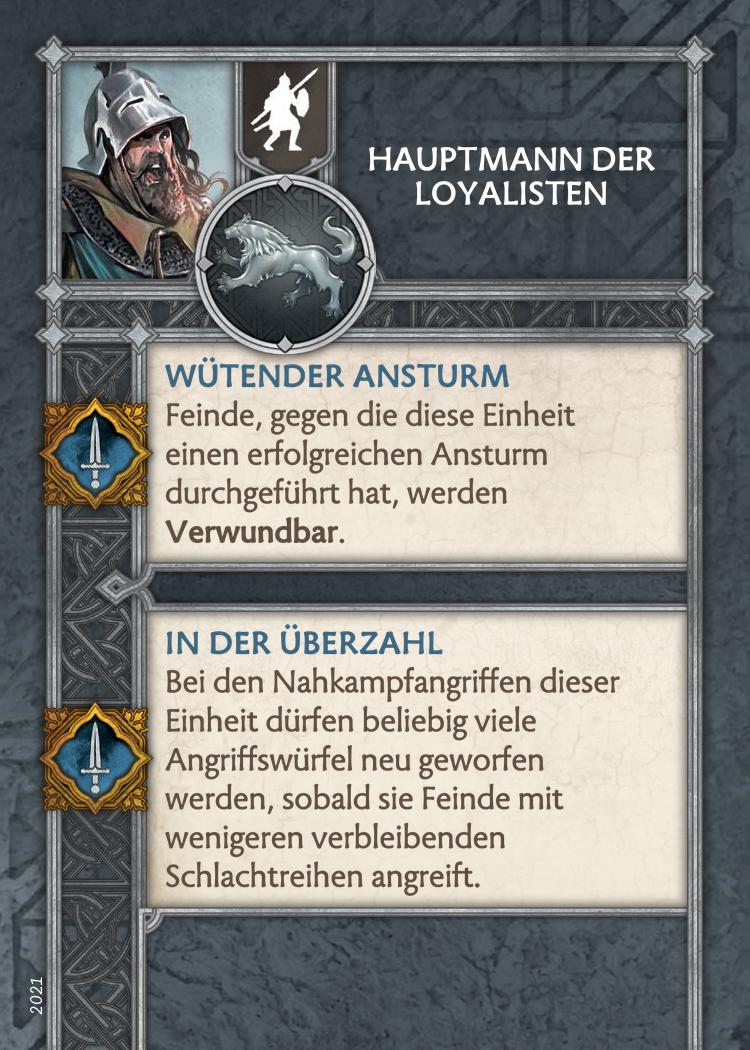 HAUPTMANN DER
LOYALISTEN
WÜTENDER ANSTURM
Feinde, gegen die diese Einheit
einen erfolgreichen Ansturm
durchgeführt hat, werden
Verwundbar.
IN DER ÜBERZAHL
Bei den Nahkampfangriffen dieser
Einheit dürfen beliebig viele
Angriffswürfel neu geworfen
werden, sobald sie Feinde mit
wenigeren verbleibenden
Schlachtreihen angreift.
2021